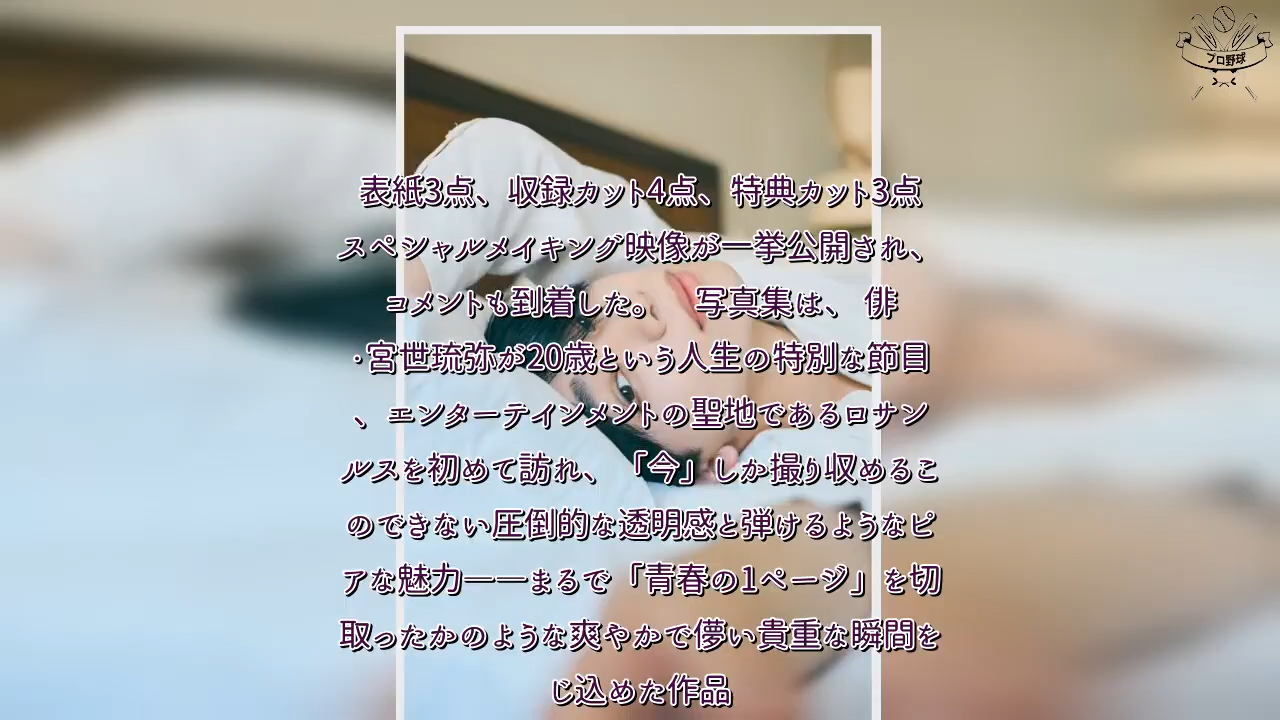 プロ野球
表紙3点、収録カット4点、特典カット3点
スペシャルメイキング映像が一挙公開され、
コメントも到着した。 写真集は、 俳
・宮世琉弥が20歳という人生の特別な節目
、エンターテインメントの聖地であるロサン
ルスを初めて訪れ、「今」しか撮り収めるこ
のできない圧倒的な透明感と弾けるようなピ
アな魅力――まるで「青春の1ページ」を切
取ったかのような爽やかで儚い貴重な瞬間を
じ込めた作品